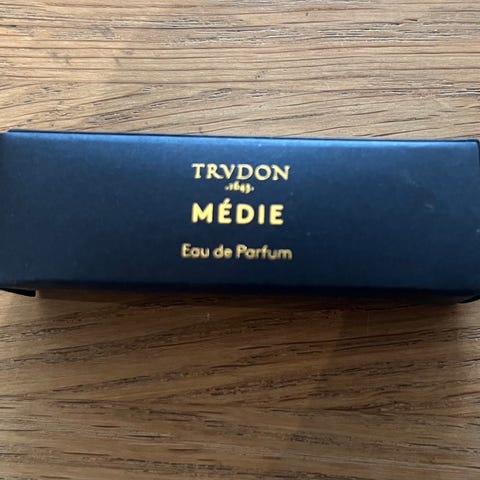 TRVDON
.1643.
MÉDIE
Eau de Parfum